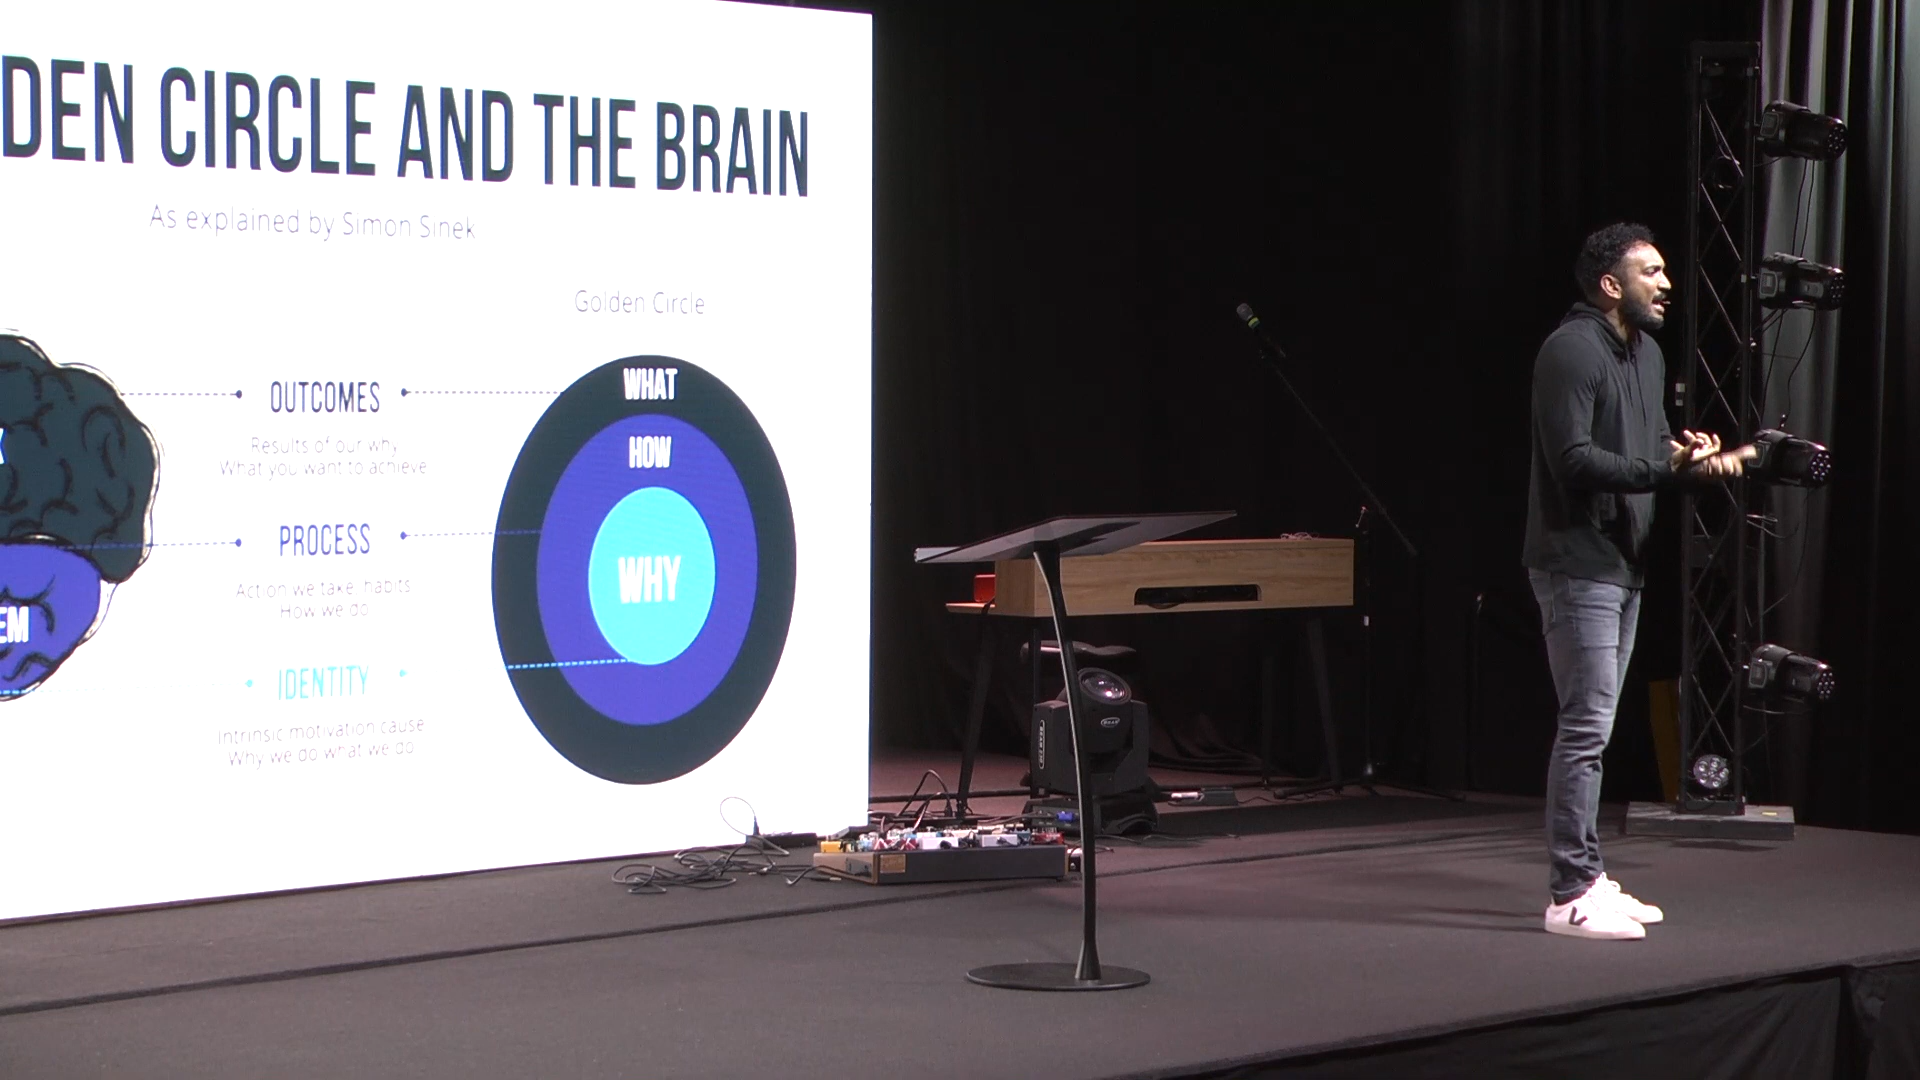 DEN CIRCLE AND THE BRAIN
As explained by Simon Sinek
Golden Circle
OUTCOMES
Results of our why
What you want to achieve
PROCESS
Action we take habits
How we do
IDENTITY
Intrinsic motivation cause
Why we do what we do
WHAT
HOW
WHY
EM